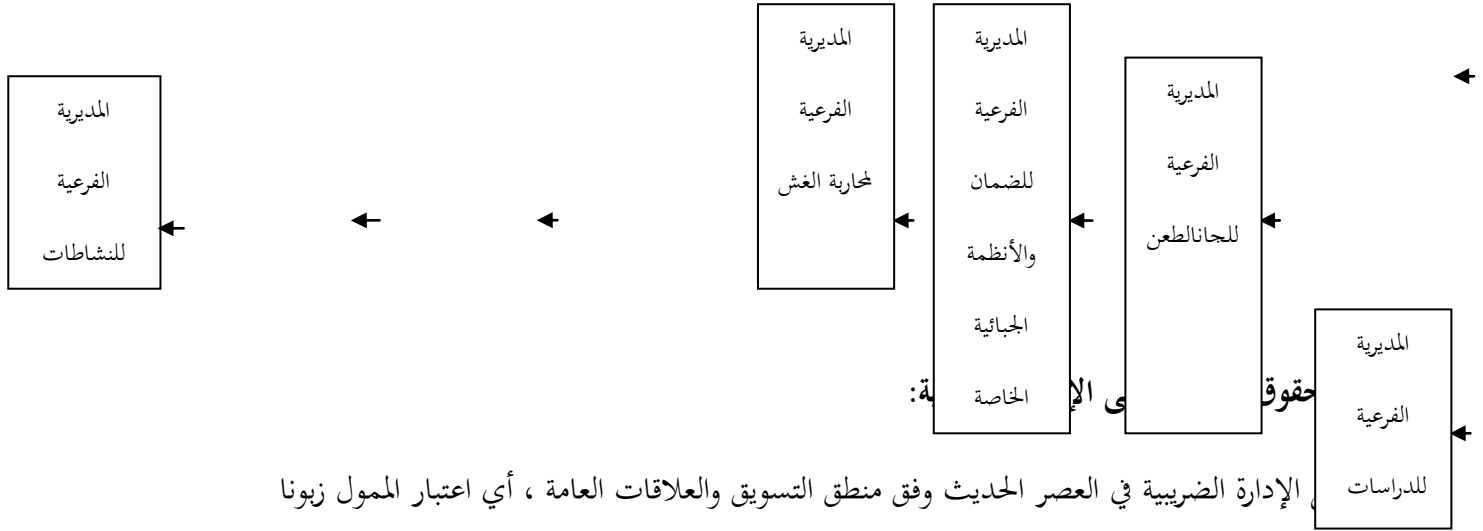 المديرية
الفرعية
للجانالطعن
المديرية
الفرعية
للضمان
والأنظمة
الجبائية
الخاصة
المديرية
الفرعية
لمحاربة الغش
المديرية
الفرعية
للنشاطات
المديرية
الفرعية
للدراسات
حقوق
الإدارة الضريبية في العصر الحديث وفق منطق التسويق والعلاقات العامة ، أي اعتبار الممول زبونا